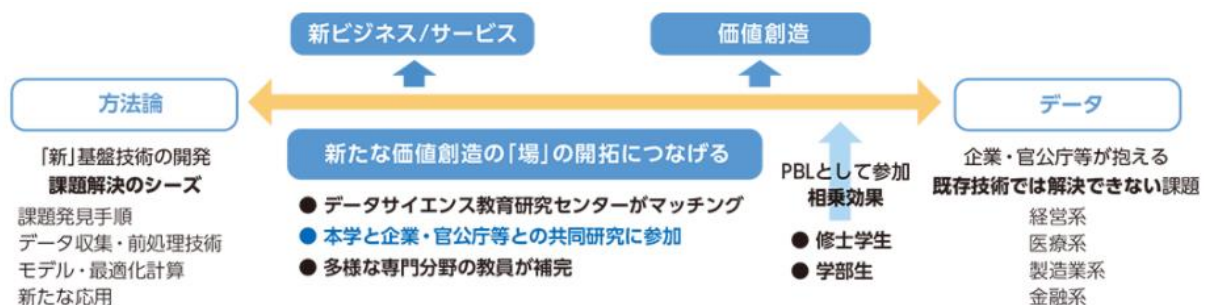 新ビジネス/サービス
価値創造
方法論
データ
「新」基盤技術の開発
課題解決のシーズ
課題発見手順
データ収集・前処理技術
モデル・最適化計算
新たな応用
新たな価値創造の「場」の開拓につなげる
● データサイエンス教育研究センターがマッチング
● 本学と企業・官公庁等との共同研究に参加
● 多様な専門分野の教員が補完
PBLとして参加
相乗効果
● 修士学生
● 学部生
企業・官公庁等が抱える
既存技術では解決できない課題
経営系
医療系
製造業系
金融系